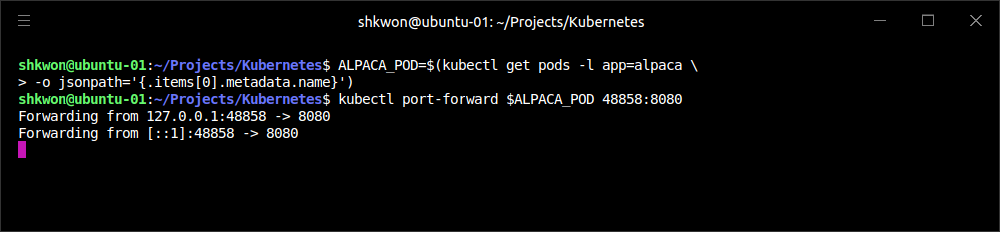 shkwon@ubuntu-01: ~/Projects/Kubernetes
shkwon@ubuntu-01:~/Projects/Kubernetes$ ALPACA_POD=$(kubectl get pods -l app=alpaca \
> -o jsonpath='{.items[0].metadata.name}')
shkwon@ubuntu-01:~/Projects/Kubernetes$ kubectl port-forward $ALPACA_POD 48858:8080
Forwarding from 127.0.0.1:48858 -> 8080
Forwarding from [::1]:48858 -> 8080